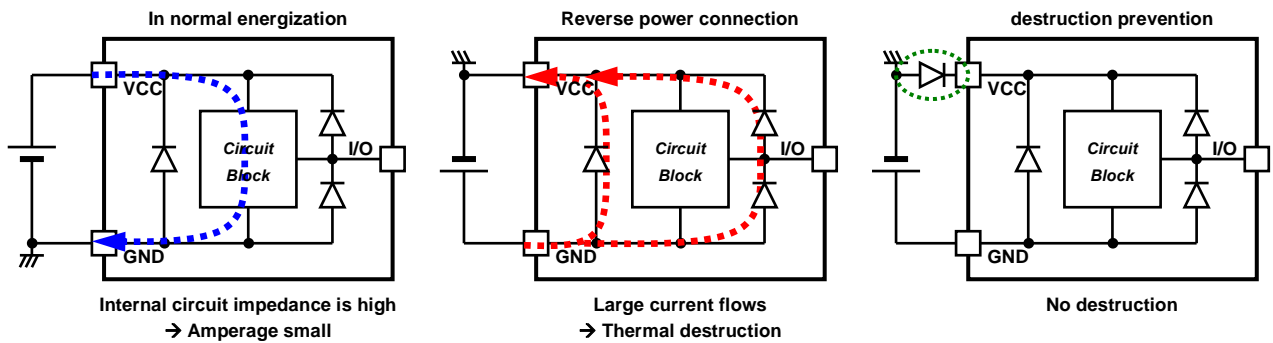 In normal energization
VCC
Circuit
Block
I/O
GND
Internal circuit impedance is high
→ Amperage small
Reverse power connection
VCC
Circuit
Block
I/O
GND
Large current flows
→ Thermal destruction
destruction prevention
VCC
Circuit
Block
I/O
GND
No destruction